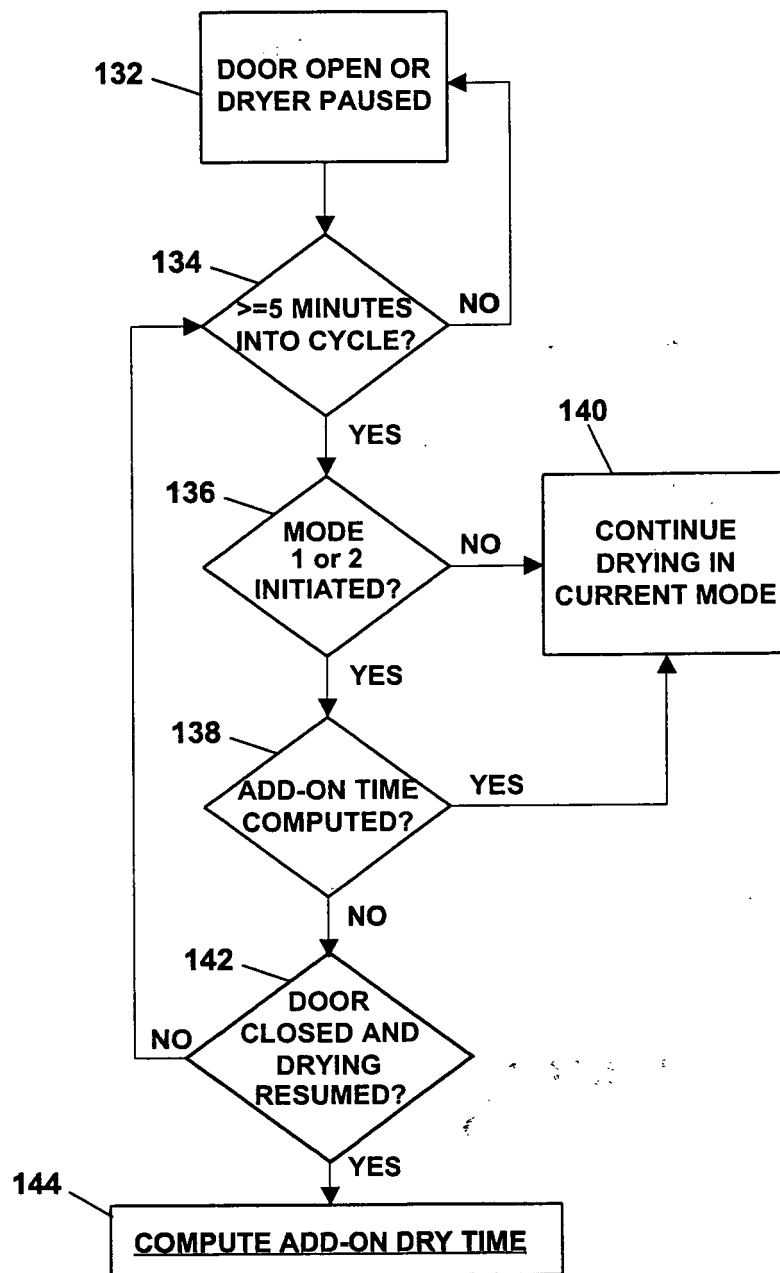 132
DOOR OPEN OR
DRYER PAUSED
134
>=5 MINUTES
INTO CYCLE?
NO
YES
136
MODE
1 or 2
INITIATED?
NO
140
CONTINUE
DRYING IN
CURRENT MODE
YES
138
ADD-ON TIME
COMPUTED?
YES
NO
142
DOOR
CLOSED AND
DRYING
RESUMED?
NO
YES
144
COMPUTE ADD-ON DRY TIME